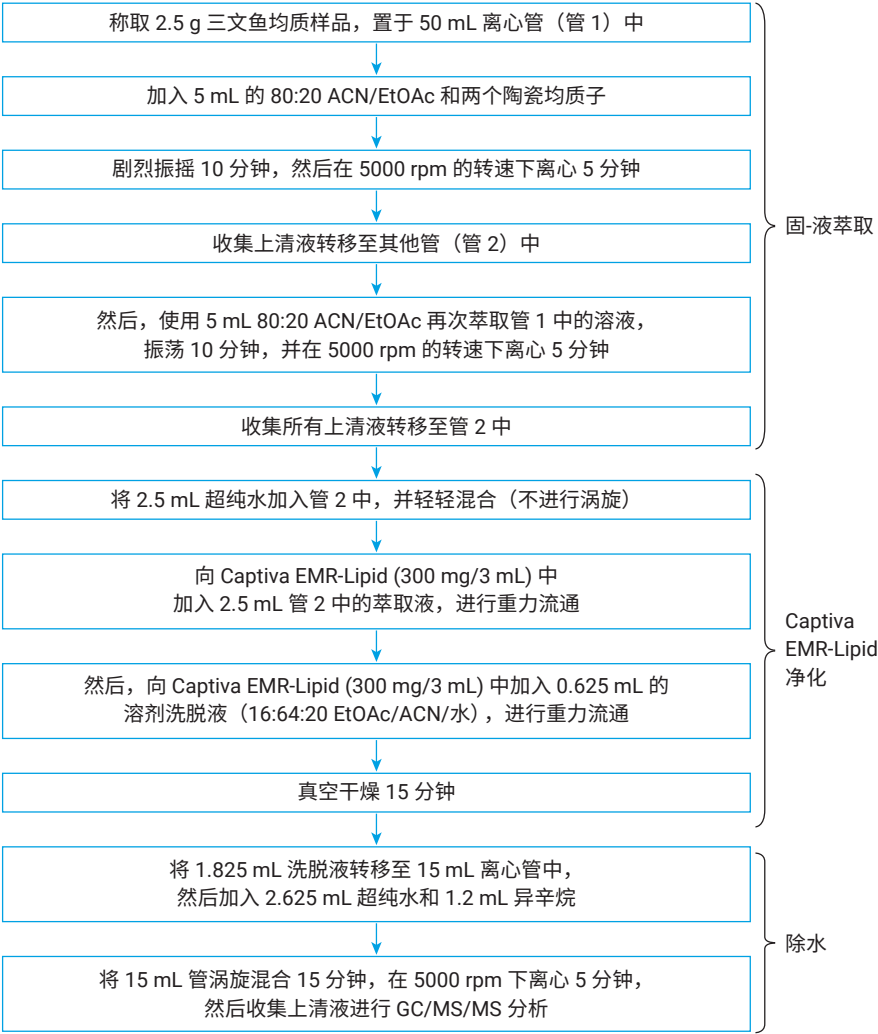 称取 2.5 g 三文鱼均质样品，置于 50 mL 离心管（管 1）中
加入 5 mL 的 80:20 ACN/EtOAc 和两个陶瓷均质子
剧烈振摇 10 分钟，然后在 5000 rpm 的转速下离心 5 分钟
收集上清液转移至其他管（管 2）中
然后，使用 5 mL 80:20 ACN/EtOAc 再次萃取管 1 中的溶液，
振荡 10 分钟，并在 5000 rpm 的转速下离心 5 分钟
收集所有上清液转移至管 2 中
固-液萃取
将 2.5 mL 超纯水加入管 2 中，并轻轻混合（不进行涡旋）
向 Captiva EMR-Lipid (300 mg/3 mL) 中
加入 2.5 mL 管 2 中的萃取液，进行重力流通
然后，向 Captiva EMR-Lipid (300 mg/3 mL) 中加入 0.625 mL 的
溶剂洗脱液（16:64:20 EtOAc/ACN/水），进行重力流通
真空干燥 15 分钟
Captiva
EMR-Lipid
净化
将 1.825 mL 洗脱液转移至 15 mL 离心管中，
然后加入 2.625 mL 超纯水和 1.2 mL 异辛烷
将 15 mL 管涡旋混合 15 分钟，在 5000 rpm 下离心 5 分钟，
然后收集上清液进行 GC/MS/MS 分析
除水